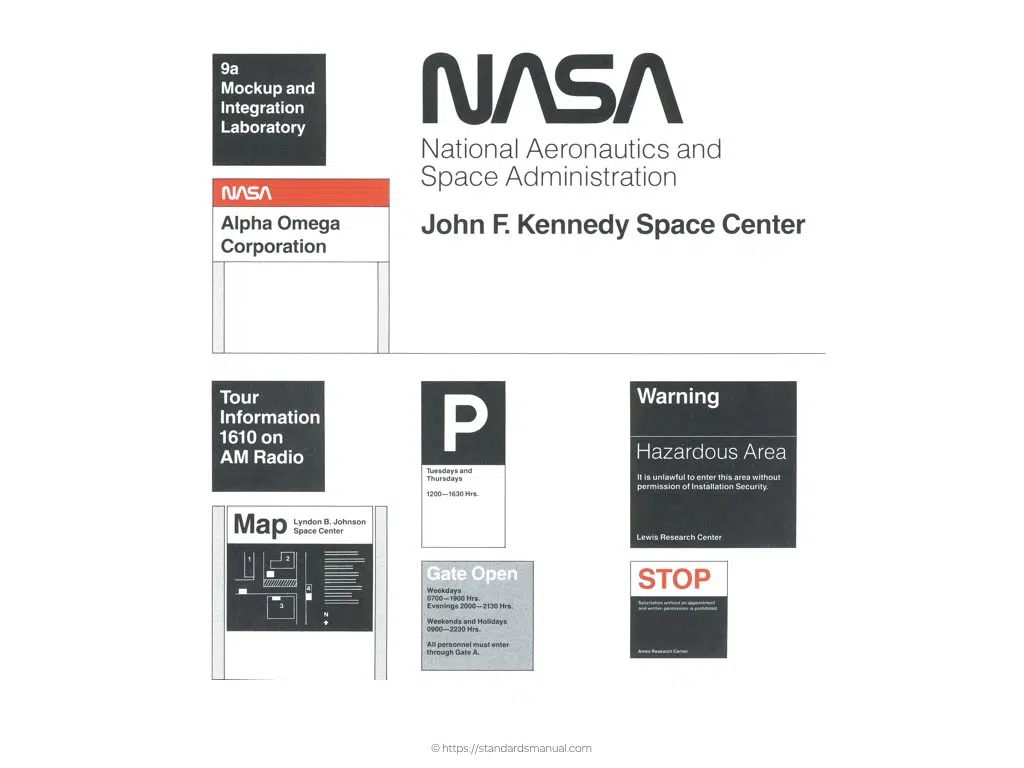 9a
Mockup and
Integration
Laboratory
NASA
National Aeronautics and
Space Administration
John F. Kennedy Space Center
NASA
Alpha Omega
Corporation
Tour
Information
1610 on
AM Radio
P
Tuesdays and
Thursdays
1200—1630 Hrs.
Warning
Hazardous Area
It is unlawful to enter this area without
permission of Installation Security.
Lewis Research Center
Map
Lyndon B. Johnson
Space Center
1
2
4
3
N
Gate Open
Weekdays
0700—1900 Hrs.
Evenings 2000—2130 Hrs.
Weekends and Holidays
0900—2230 Hrs.
All personnel must enter
through Gate A.
STOP
Solicitation without an appointment
and written permission is prohibited.
Ames Research Center
© https://standardsmanual.com